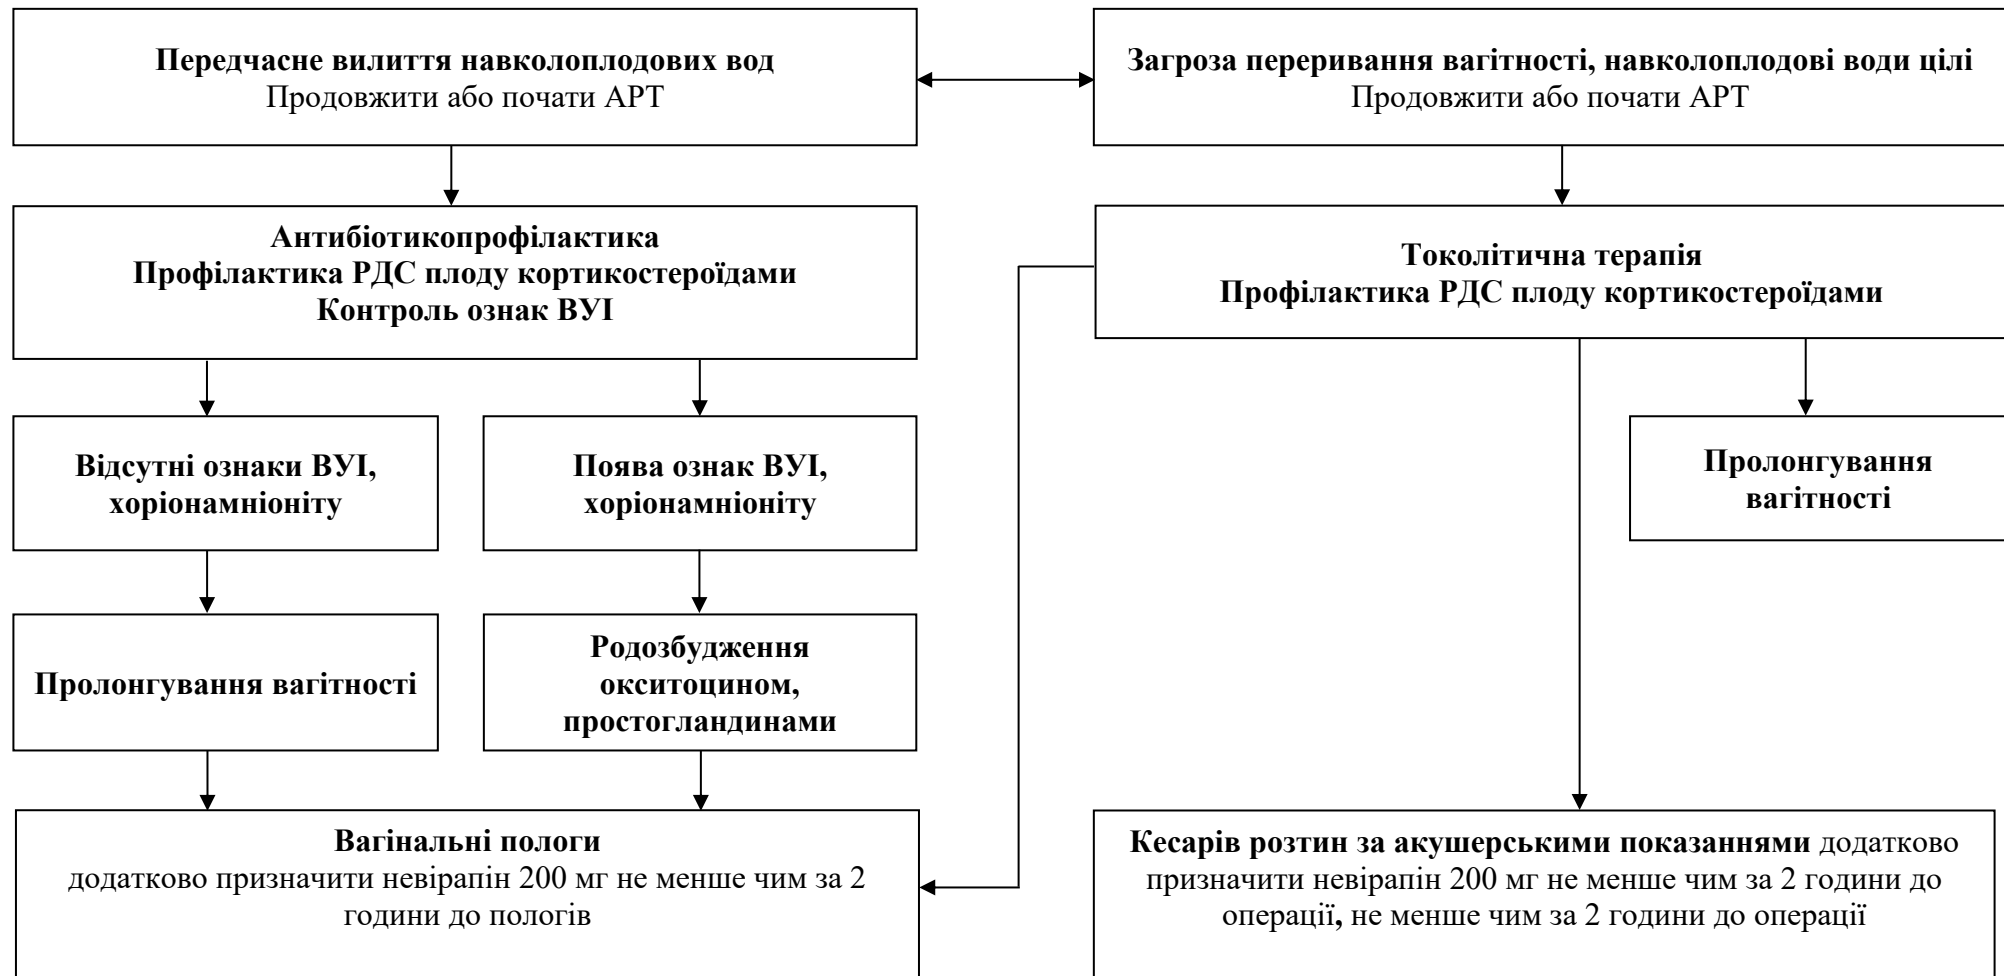 Передчасне вилиття навколоплодових вод
Продовжити або почати АРТ
Загроза переривання вагітності, навколоплодові води цілі
Продовжити або почати АРТ
Антибіотикопрофілактика
Профілактика РДС плоду кортикостероїдами
Контроль ознак ВУІ
Токолітична терапія
Профілактика РДС плоду кортикостероїдами
Відсутні ознаки ВУІ,
хоріонамніоніту
Поява ознак ВУІ,
хоріонамніоніту
Пролонгування
вагітності
Пролонгування вагітності
Родозбудження
окситоцином,
простогландинами
Вагінальні пологи
додатково призначити невірапін 200 мг не менше чим за 2
години до пологів
Кесарів розтин за акушерськими показаннями додатково
призначити невірапін 200 мг не менше чим за 2 години до
операції, не менше чим за 2 години до операції